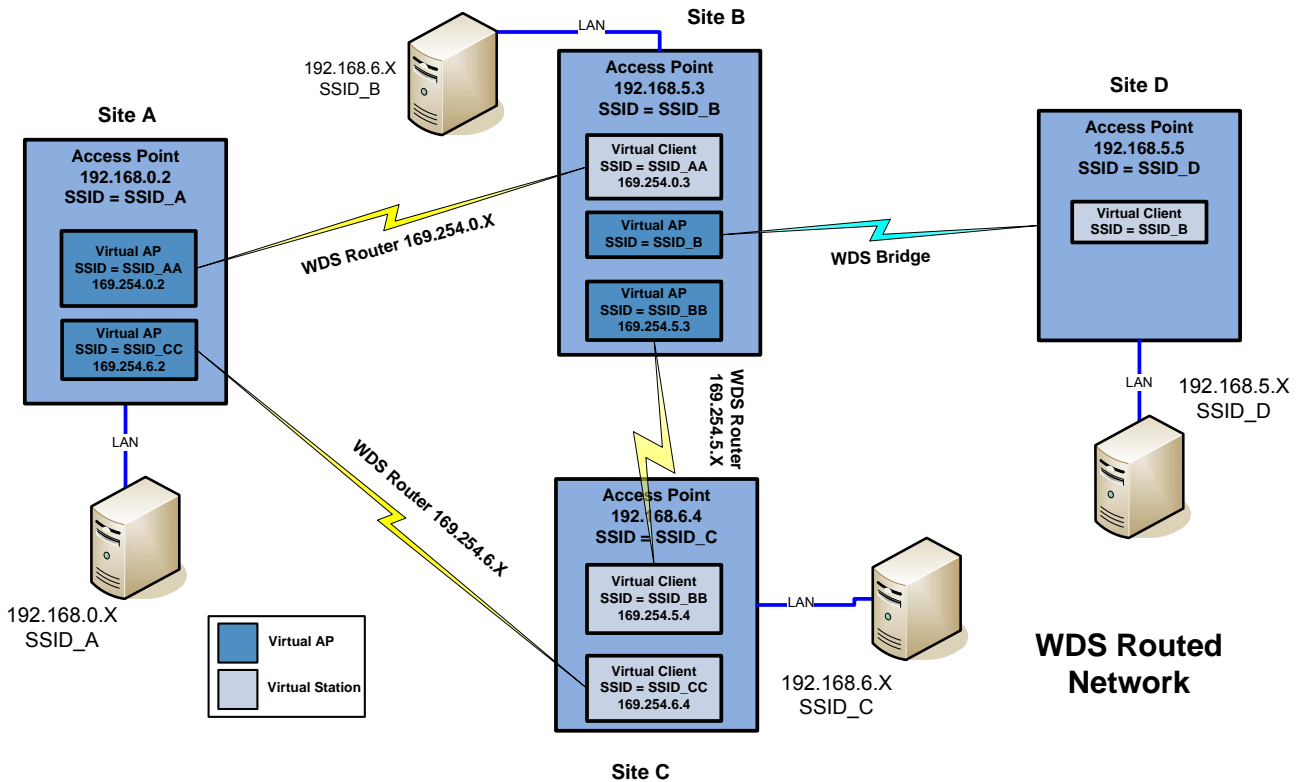 Site B
LAN
192.168.6.X
SSID_B
Access Point
192.168.5.3
SSID = SSID_B
Virtual Client
SSID = SSID_AA
169.254.0.3
Virtual AP
SSID = SSID_B
Virtual AP
SSID = SSID_BB
169.254.5.3
Site A
Access Point
192.168.0.2
SSID = SSID_A
Virtual AP
SSID = SSID_AA
169.254.0.2
Virtual AP
SSID = SSID_CC
169.254.6.2
LAN
192.168.0.X
SSID_A
WDS Router 169.254.0.X
WDS Bridge
Site D
Access Point
192.168.5.5
SSID = SSID_D
Virtual Client
SSID = SSID_B
LAN
192.168.5.X
SSID_D
WDS Router
169.254.5.X
WDS Router 169.254.6.X
Access Point
192.168.6.4
SSID = SSID_C
Virtual Client
SSID = SSID_BB
169.254.5.4
Virtual Client
SSID = SSID_CC
169.254.6.4
LAN
192.168.6.X
SSID_C
Site C
Virtual AP
Virtual Station
WDS Routed
Network